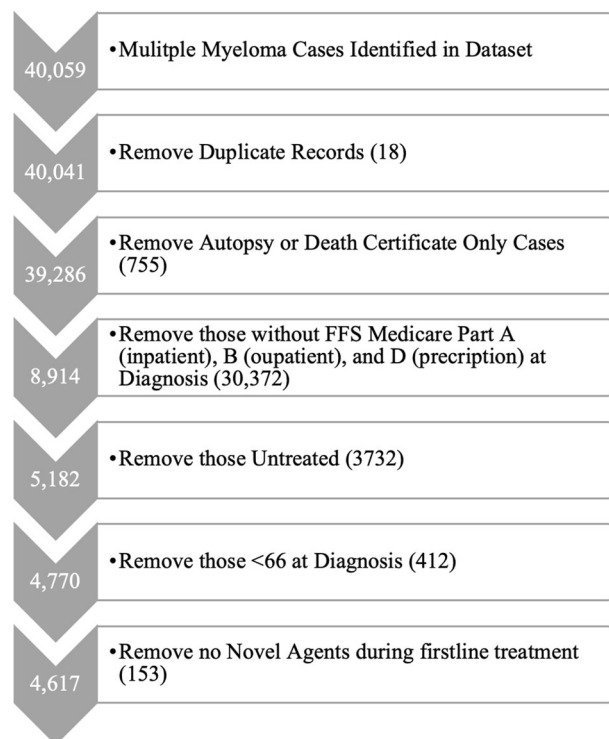 40,059
•Mulitple Myeloma Cases Identified in Dataset
40,041
•Remove Duplicate Records (18)
39,286
•Remove Autopsy or Death Certificate Only Cases
(755)
8,914
•Remove those without FFS Medicare Part A
(inpatient), B (oupatient), and D (precription) at
Diagnosis (30,372)
5,182
•Remove those Untreated (3732)
4,770
•Remove those <66 at Diagnosis (412)
4,617
•Remove no Novel Agents during firstline treatment
(153)